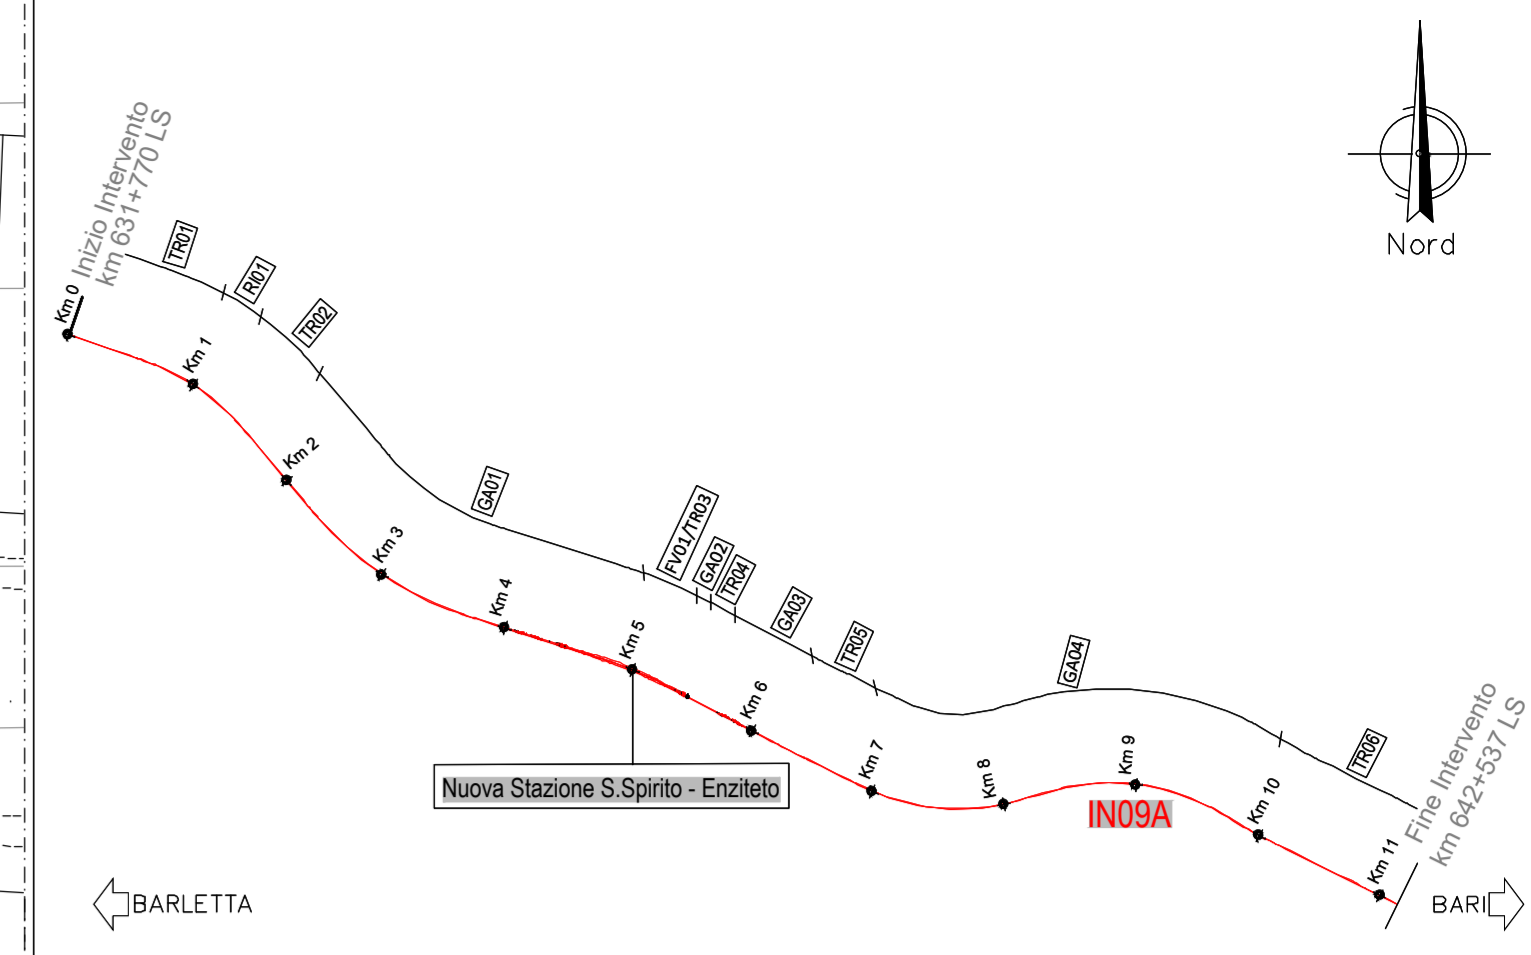 Inizio Intervento
km 631+770 LS
Nord
TR01
RI01
TR02
GA01
FV01/TR03
GA02
TR04
GA03
TR05
GA04
TR06
Km 0
Km 1
Km 2
Km 3
Km 4
Km 5
Km 6
Km 7
Km 8
Km 9
Km 10
Km 11
Nuova Stazione S.Spirito - Enziteto
IN09A
Fine Intervento
km 642+537 LS
BARLETTA
BARI